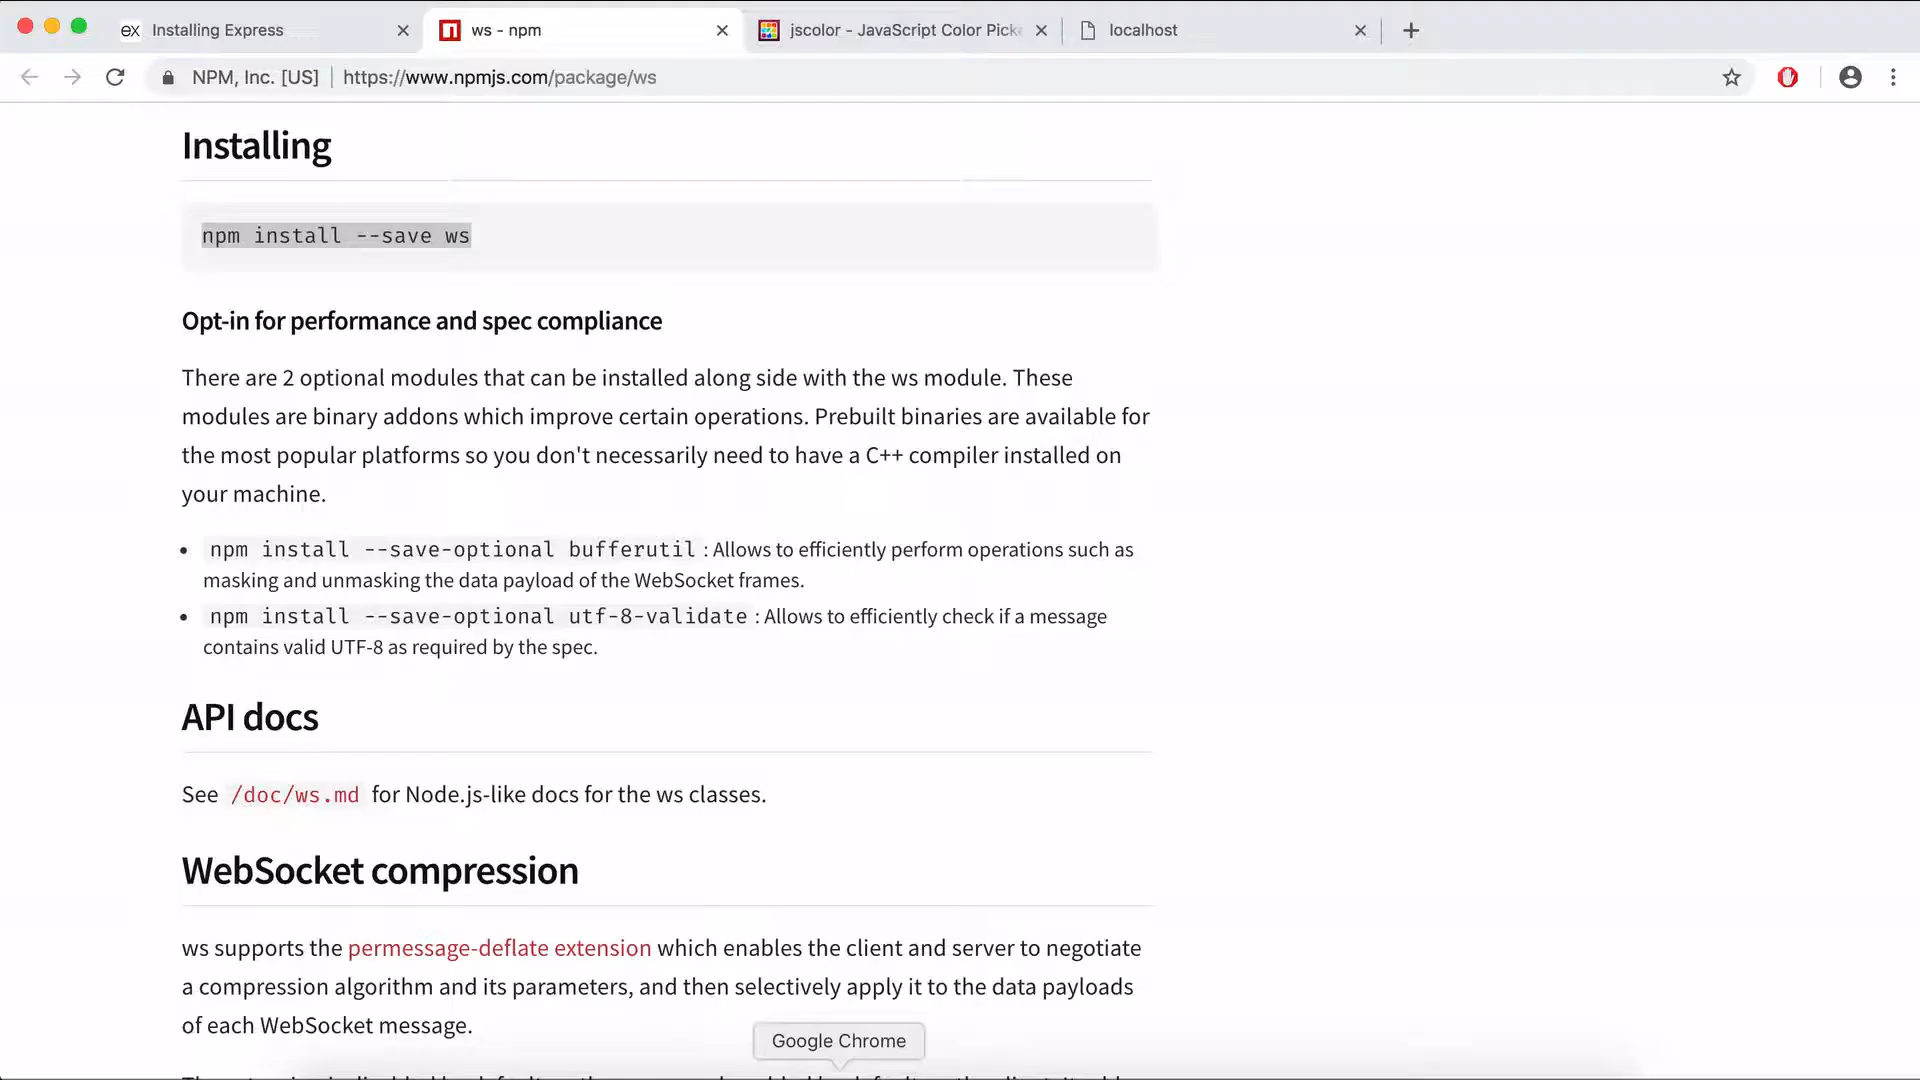 Installing Express
ws - npm
jscolor - JavaScript Color Picke
localhost
NPM, Inc. [US] | https://www.npmjs.com/package/ws
Installing
npm install --save ws
Opt-in for performance and spec compliance
There are 2 optional modules that can be installed along side with the ws module. These
modules are binary addons which improve certain operations. Prebuilt binaries are available for
the most popular platforms so you don't necessarily need to have a C++ compiler installed on
your machine.
• npm install --save-optional bufferutil : Allows to efficiently perform operations such as
masking and unmasking the data payload of the WebSocket frames.
• npm install --save-optional utf-8-validate : Allows to efficiently check if a message
contains valid UTF-8 as required by the spec.
API docs
See /doc/ws.md for Node.js-like docs for the ws classes.
WebSocket compression
ws supports the permessage-deflate extension which enables the client and server to negotiate
a compression algorithm and its parameters, and then selectively apply it to the data payloads
of each WebSocket message.
Google Chrome